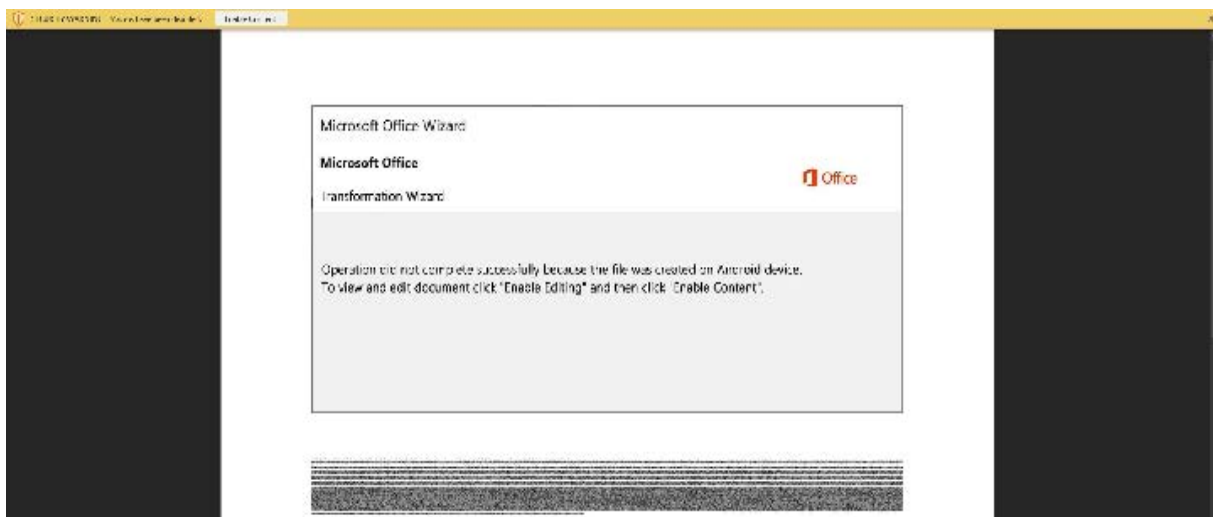 Microsoft Office Wizard
Microsoft Office
Office
Transformation Wizard
Operation did not complete successfully because the file was created on Android device.
To view and edit document click "Enable Editing" and then click "Enable Content".